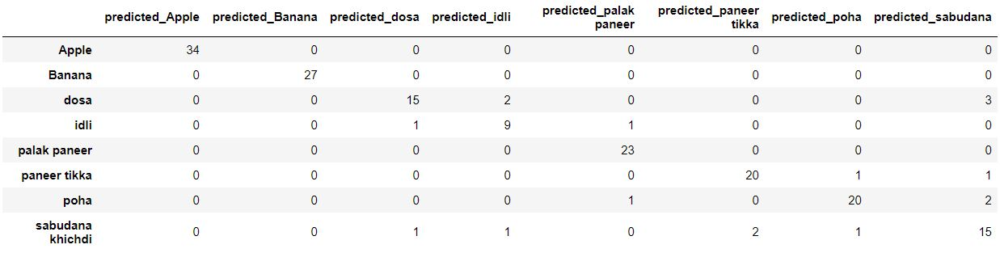 predicted_Apple predicted_Banana predicted_dosa predicted_idli predicted_palak paneer predicted_paneer tikka predicted_poha predicted_sabudana
Apple 34 0 0 0 0 0 0 0
Banana 0 27 0 0 0 0 0 0
dosa 0 0 15 2 0 0 0 3
idli 0 0 1 9 1 0 0 0
palak paneer 0 0 0 0 23 0 0 0
paneer tikka 0 0 0 0 0 20 1 1
poha 0 0 0 0 1 0 20 2
sabudana khichdi 0 0 1 1 0 2 1 15